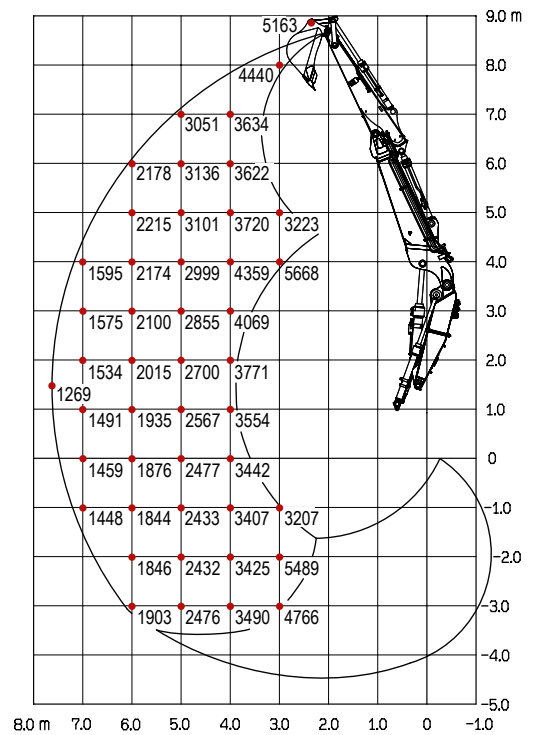 9.0 m
5163
4440 8.0
3051 3634 7.0
2178 3136 3622 6.0
2215 3101 3720 3223 5.0
1595 2174 2999 4359 5668 4.0
1575 2100 2855 4069 3.0
1534 2015 2700 3771 2.0
1269
1491 1935 2567 3554 1.0
1459 1876 2477 3442 0
1448 1844 2433 3407 3207 -1.0
1846 2432 3425 5489 -2.0
1903 2476 3490 4766 -3.0
-4.0
-5.0
8.0 m 7.0 6.0 5.0 4.0 3.0 2.0 1.0 0 -1.0